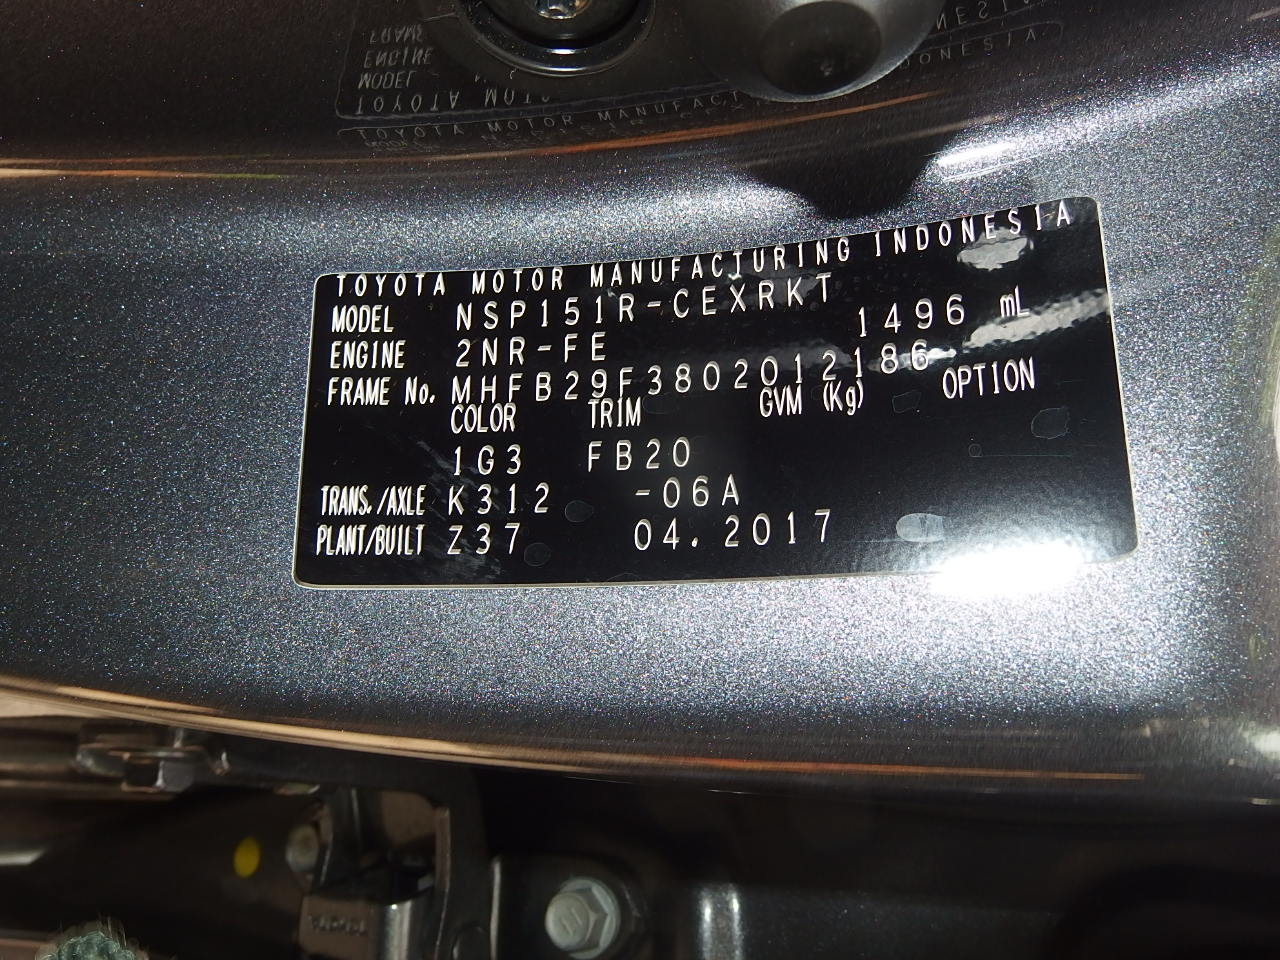 TOYOTA MOTOR MANUFACTURING INDONESIA
MODEL NSP151R-CEXRKT
ENGINE 2NR-FE 1496 mL
FRAME No. MHFB29F3802012186
COLOR TRIM GVM (Kg) OPTION
1G3 FB20
TRANS./AXLE K312 -06A
PLANT/BUILT Z37 04.2017